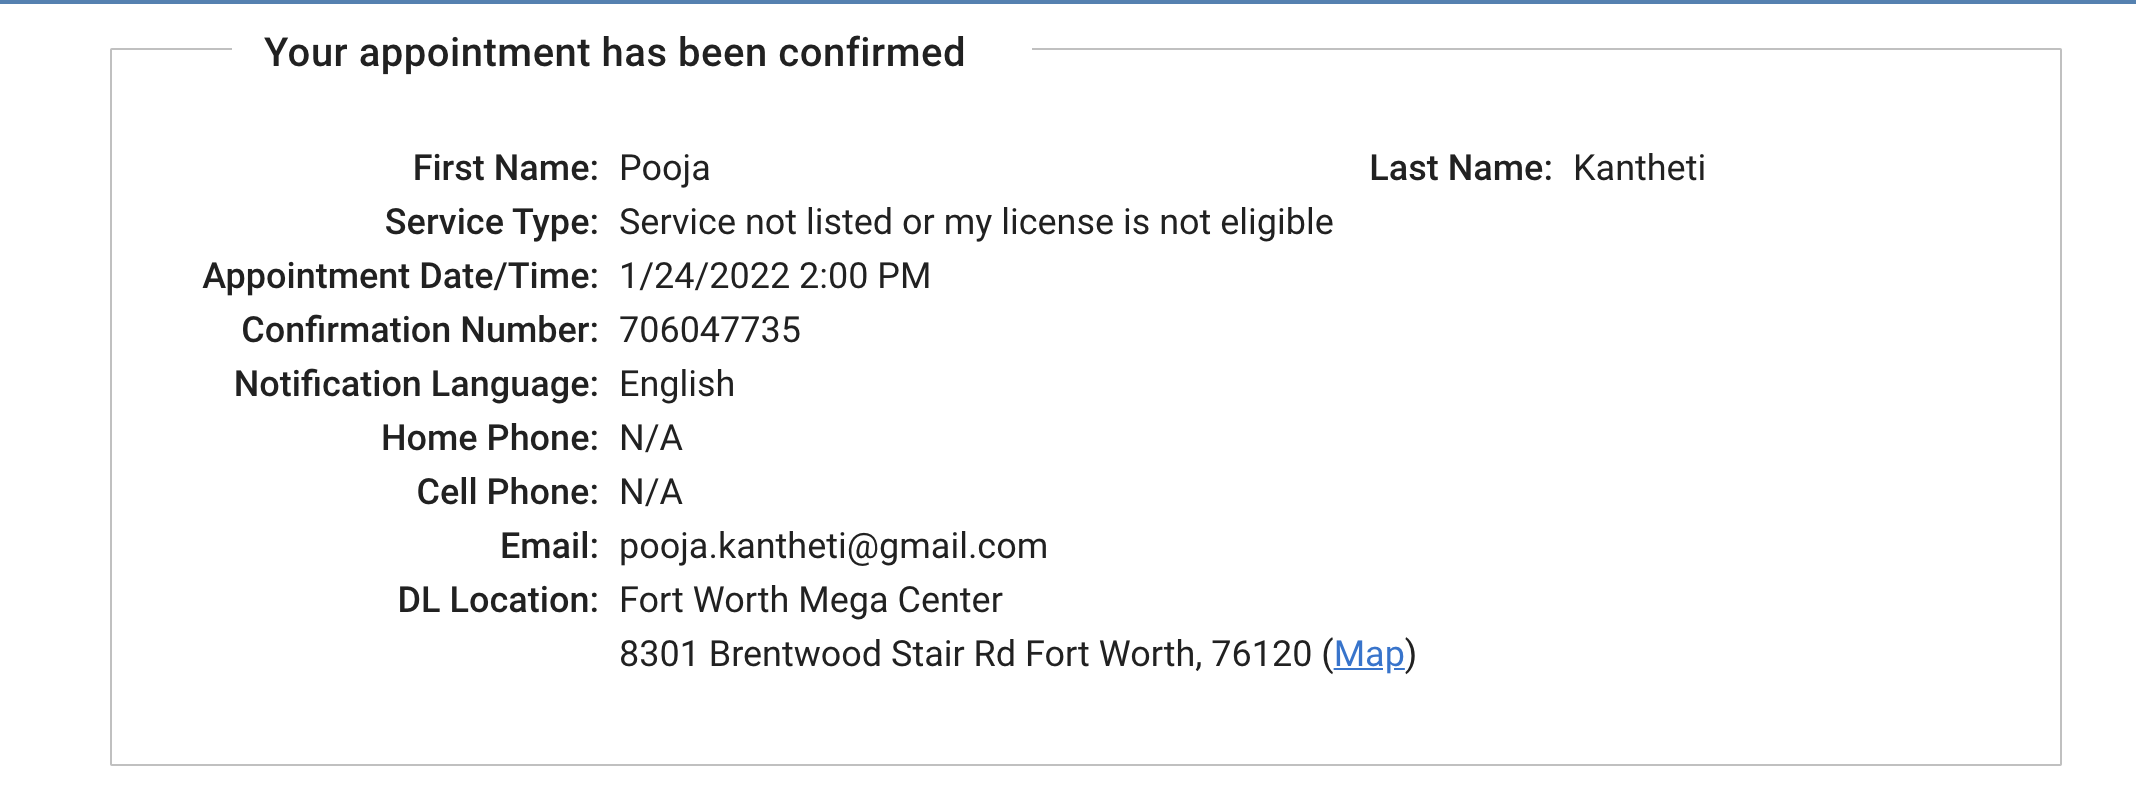 Your appointment has been confirmed
First Name: Pooja Last Name: Kantheti
Service Type: Service not listed or my license is not eligible
Appointment Date/Time: 1/24/2022 2:00 PM
Confirmation Number: 706047735
Notification Language: English
Home Phone: N/A
Cell Phone: N/A
Email: pooja.kantheti@gmail.com
DL Location: Fort Worth Mega Center
8301 Brentwood Stair Rd Fort Worth, 76120 (Map)